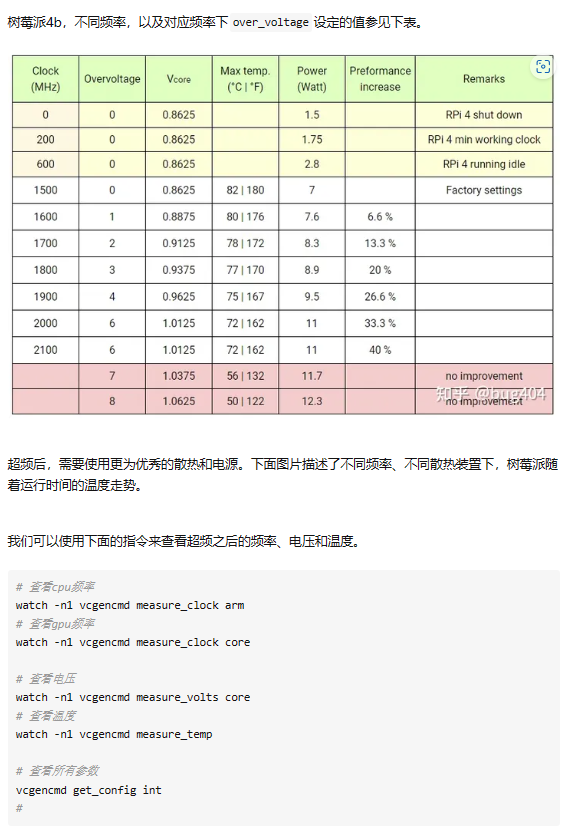 树莓派4b，不同频率，以及对应频率下 over_voltage 设定的值参见下表。
Clock (MHz) Overvoltage Vcore Max temp. (°C | °F) Power (Watt) Preformance increase Remarks
0 0 0.8625 1.5 RPi 4 shut down
200 0 0.8625 1.75 RPi 4 min working clock
600 0 0.8625 2.8 RPi 4 running idle
1500 0 0.8625 82 | 180 7 Factory settings
1600 1 0.8875 80 | 176 7.6 6.6 %
1700 2 0.9125 78 | 172 8.3 13.3 %
1800 3 0.9375 77 | 170 8.9 20 %
1900 4 0.9625 75 | 167 9.5 26.6 %
2000 6 1.0125 72 | 162 11 33.3 %
2100 6 1.0125 72 | 162 11 40 %
7 1.0375 56 | 132 11.7 no improvement
8 1.0625 50 | 122 12.3 no improvement
知乎 @bug404
超频后，需要使用更为优秀的散热和电源。下面图片描述了不同频率、不同散热装置下，树莓派随
着运行时间的温度走势。
我们可以使用下面的指令来查看超频之后的频率、电压和温度。
# 查看cpu频率
watch -n1 vcgencmd measure_clock arm
# 查看gpu频率
watch -n1 vcgencmd measure_clock core
# 查看电压
watch -n1 vcgencmd measure_volts core
# 查看温度
watch -n1 vcgencmd measure_temp
# 查看所有参数
vcgencmd get_config int
#